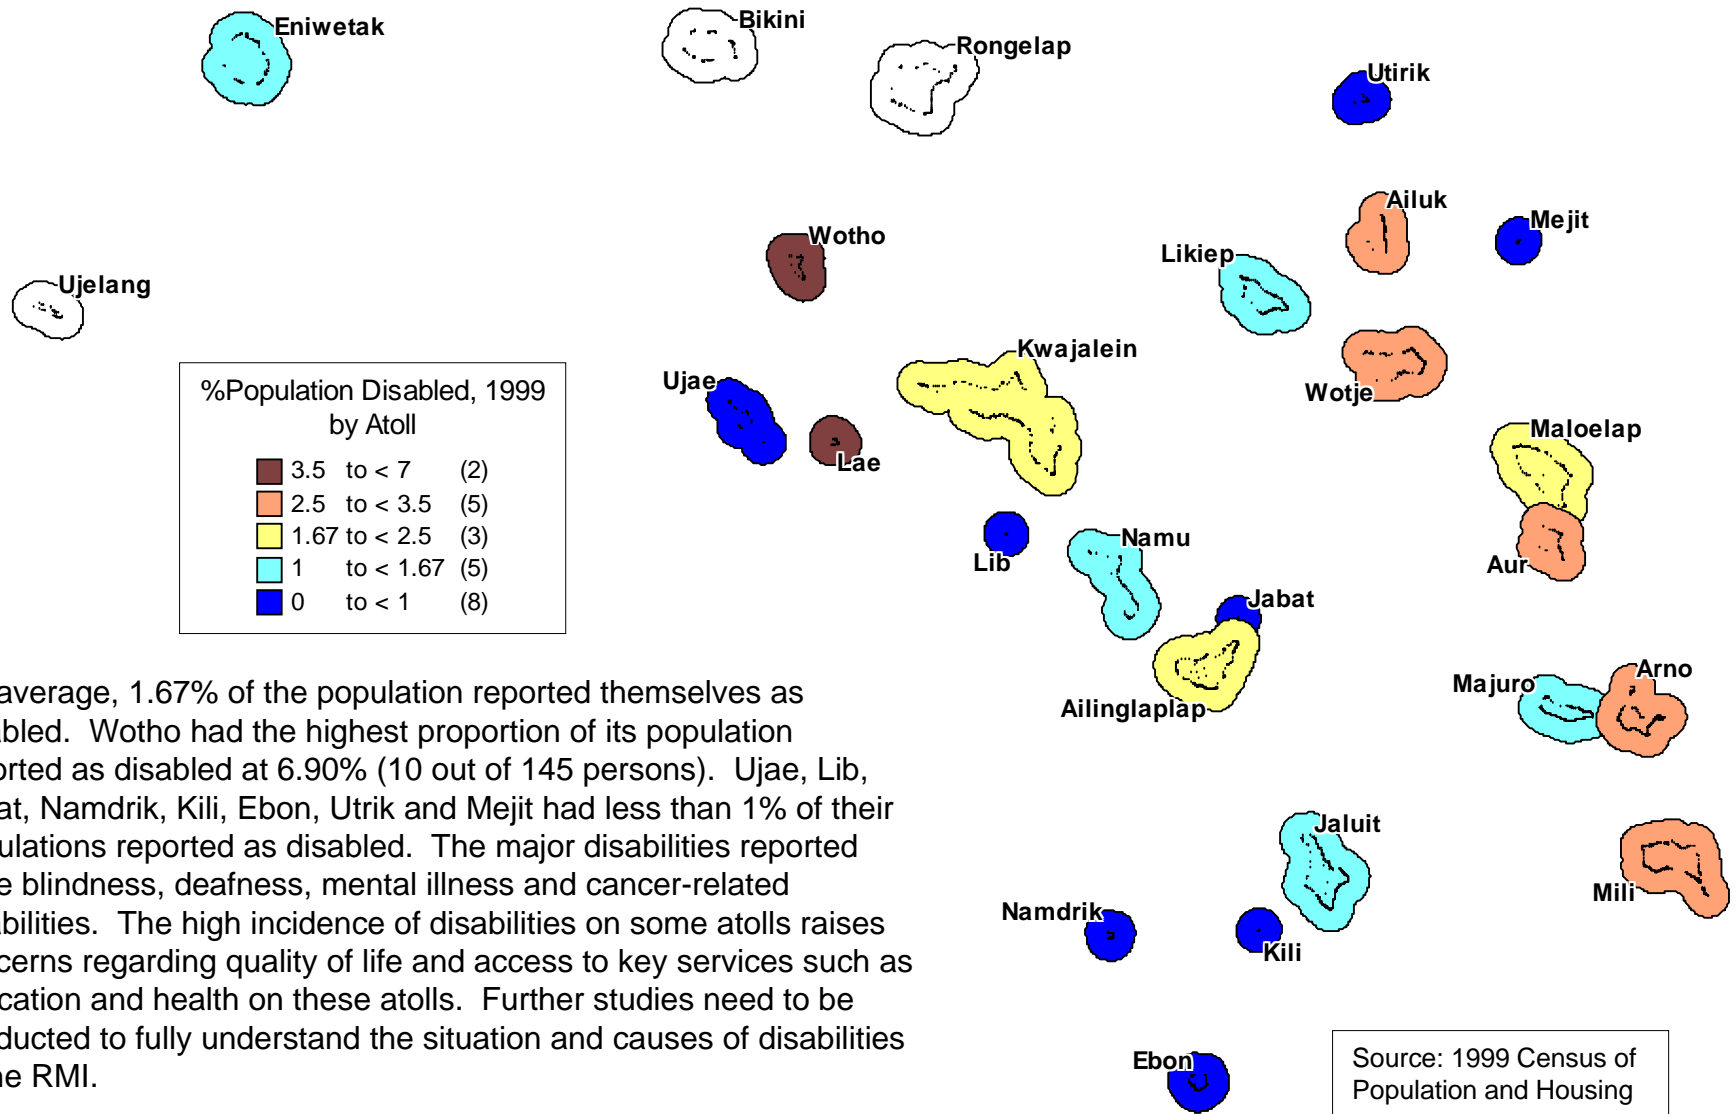 Eniwetak
Bikini
Rongelap
Utirik
Ailuk
Mejit
Wotho
Likiep
Ujelang
Kwajalein
Ujae
Wotje
Lae
Maloelap
%Population Disabled, 1999
by Atoll
3.5 to < 7 (2)
2.5 to < 3.5 (5)
1.67 to < 2.5 (3)
1 to < 1.67 (5)
0 to < 1 (8)
Namu
Lib
Aur
Jabat
Arno
Majuro
Ailinglaplap
Jaluit
Mili
Namdrik
Kili
Ebon
average, 1.67% of the population reported themselves as
abled. Wotho had the highest proportion of its population
orted as disabled at 6.90% (10 out of 145 persons). Ujae, Lib,
at, Namdrik, Kili, Ebon, Utrik and Mejit had less than 1% of their
ulations reported as disabled. The major disabilities reported
e blindness, deafness, mental illness and cancer-related
abilities. The high incidence of disabilities on some atolls raises
cerns regarding quality of life and access to key services such as
cation and health on these atolls. Further studies need to be
ducted to fully understand the situation and causes of disabilities
he RMI.
Source: 1999 Census of
Population and Housing